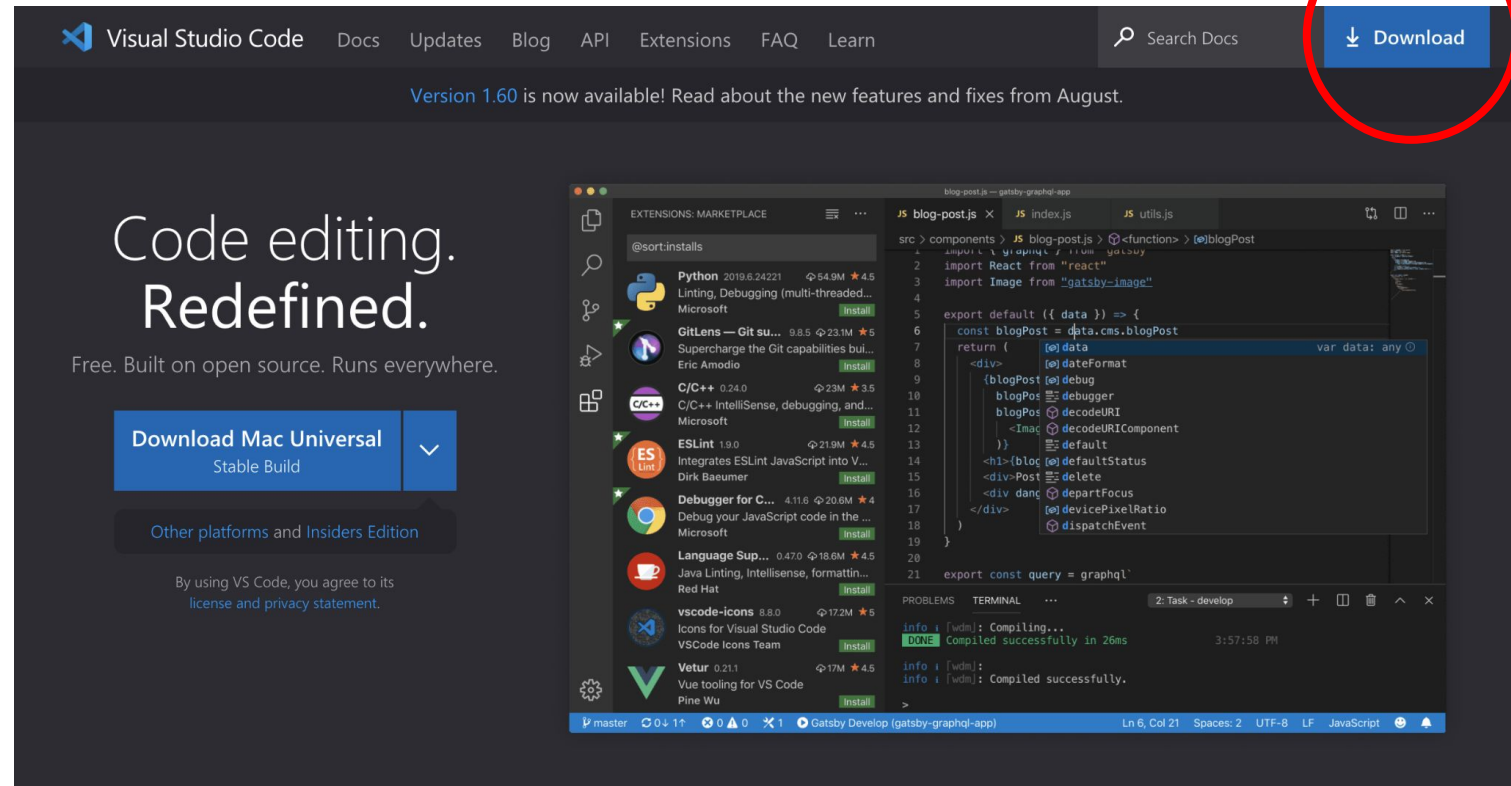 Visual Studio Code Docs Updates Blog API Extensions FAQ Learn Search Docs Download
Version 1.60 is now available! Read about the new features and fixes from August.
Code editing.
Redefined.
Free. Built on open source. Runs everywhere.
Download Mac Universal
Stable Build
Other platforms and Insiders Edition
By using VS Code, you agree to its
license and privacy statement.
blog-post.js — gatsby-graphql-app
EXTENSIONS: MARKETPLACE
@sort:installs
Python 2019.6.24221 54.9M ★4.5
Linting, Debugging (multi-threaded...
Microsoft Install
GitLens — Git su... 9.8.5 23.1M ★5
Supercharge the Git capabilities bui...
Eric Amodio Install
C/C++
C/C++ 0.24.0 23M ★3.5
C/C++ IntelliSense, debugging, and...
Microsoft Install
ES
Lint
ESLint 1.9.0 21.9M ★4.5
Integrates ESLint JavaScript into V...
Dirk Baeumer Install
Debugger for C... 4.11.6 20.6M ★4
Debug your JavaScript code in the ...
Microsoft Install
Language Sup... 0.47.0 18.6M ★4.5
Java Linting, Intellisense, formattin...
Red Hat Install
vscode-icons 8.8.0 17.2M ★5
Icons for Visual Studio Code
VSCode Icons Team Install
Vetur 0.21.1 17M ★4.5
Vue tooling for VS Code
Pine Wu Install
JS blog-post.js × JS index.js JS utils.js
src > components > JS blog-post.js > <function> > blogPost
1 import { graphql } from "gatsby"
2 import React from "react"
3 import Image from "gatsby-image"
4
5 export default ({ data }) => {
6 const blogPost = data.cms.blogPost
7 return ( data var data: any
8 <div> dateFormat
9 {blogPost debug
10 blogPos debugger
11 blogPos decodeURI
12 <Imag decodeURIComponent
13 )} default
14 <h1>{blog defaultStatus
15 <div>Post delete
16 <div dang departFocus
17 </div> devicePixelRatio
18 ) dispatchEvent
19 }
20
21 export const query = graphql`
PROBLEMS TERMINAL ··· 2: Task - develop
info i ｢wdm｣: Compiling...
DONE Compiled successfully in 26ms 3:57:58 PM
info i ｢wdm｣:
info i ｢wdm｣: Compiled successfully.
>
master 0↓ 1↑ 0 0 1 Gatsby Develop (gatsby-graphql-app) Ln 6, Col 21 Spaces: 2 UTF-8 LF JavaScript